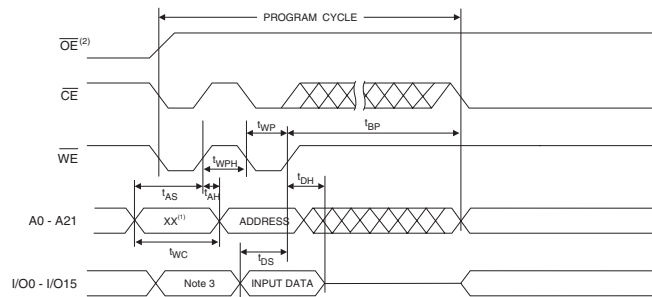 PROGRAM CYCLE
OE(2)
CE
tWP
tBP
WE
tWPH
tDH
tAS
tAH
A0 - A21
XX(1)
ADDRESS
tWC
tDS
I/O0 - I/O15
Note 3
INPUT DATA